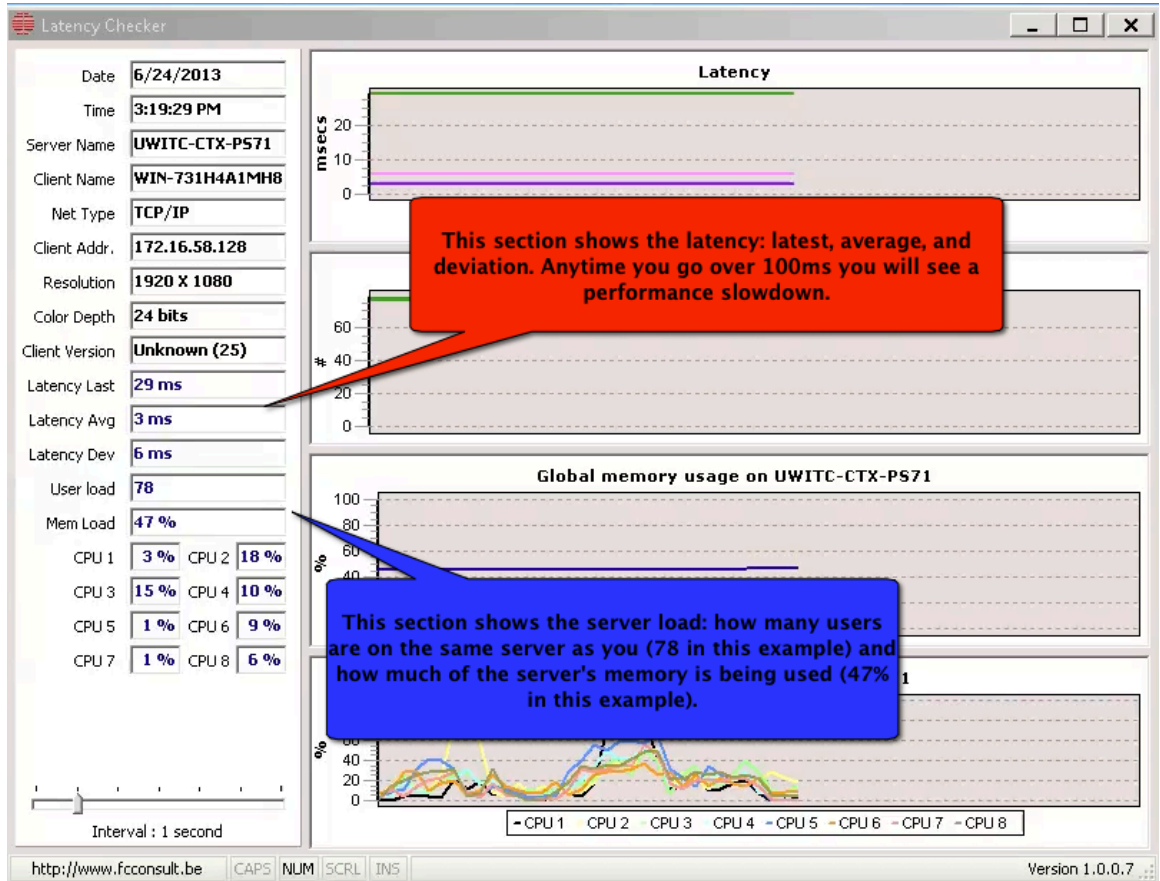 Latency Checker
Date 6/24/2013
Time 3:19:29 PM
Server Name UWITC-CTX-PS71
Client Name WIN-731H4A1MH8
Net Type TCP/IP
Client Addr. 172.16.58.128
Resolution 1920 X 1080
Color Depth 24 bits
Client Version Unknown (25)
Latency Last 29 ms
Latency Avg 3 ms
Latency Dev 6 ms
User load 78
Mem Load 47 %
CPU 1 3 % CPU 2 18 %
CPU 3 15 % CPU 4 10 %
CPU 5 1 % CPU 6 9 %
CPU 7 1 % CPU 8 6 %
Interval : 1 second
Latency
msecs
20
10
0
This section shows the latency: latest, average, and
deviation. Anytime you go over 100ms you will see a
performance slowdown.
#
60
40
20
0
Global memory usage on UWITC-CTX-PS71
%
100
80
60
40
This section shows the server load: how many users
are on the same server as you (78 in this example) and
how much of the server's memory is being used (47%
in this example).
1
%
60
40
20
0
CPU 1 CPU 2 CPU 3 CPU 4 CPU 5 CPU 6 CPU 7 CPU 8
http://www.fcconsult.be CAPS NUM SCRL INS Version 1.0.0.7